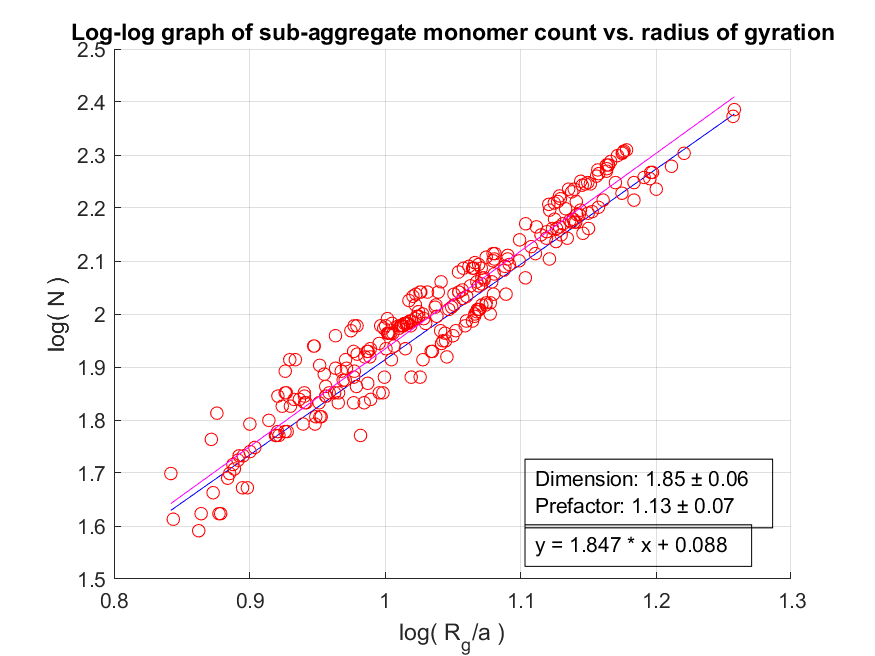 Log-log graph of sub-aggregate monomer count vs. radius of gyration
2.5
2.4
2.3
2.2
2.1
2
1.9
1.8
1.7
1.6
1.5
log( N )
Dimension: 1.85 ± 0.06
Prefactor: 1.13 ± 0.07
y = 1.847 * x + 0.088
0.8 0.9 1 1.1 1.2 1.3
log( Rg/a )